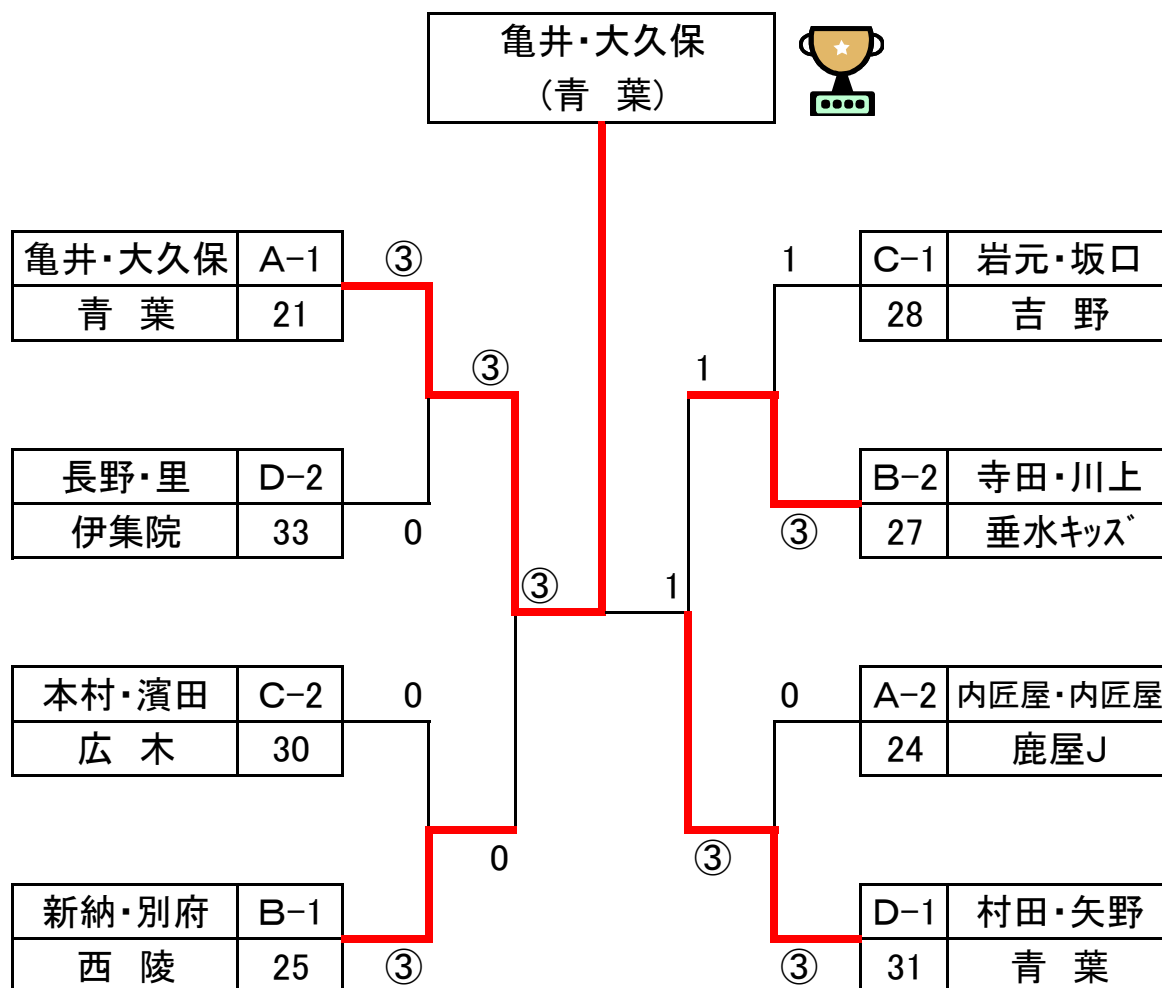 亀井・大久保
(青 葉)
亀井・大久保 A-1 ③ 1 C-1 岩元・坂口
青 葉 21 28 吉 野
③ 1
長野・里 D-2 B-2 寺田・川上
伊集院 33 0 ③ 27 垂水キッズ
③ 1
本村・濱田 C-2 0 0 A-2 内匠屋・内匠屋
広 木 30 24 鹿屋J
0 ③
新納・別府 B-1 D-1 村田・矢野
西 陵 25 ③ ③ 31 青 葉